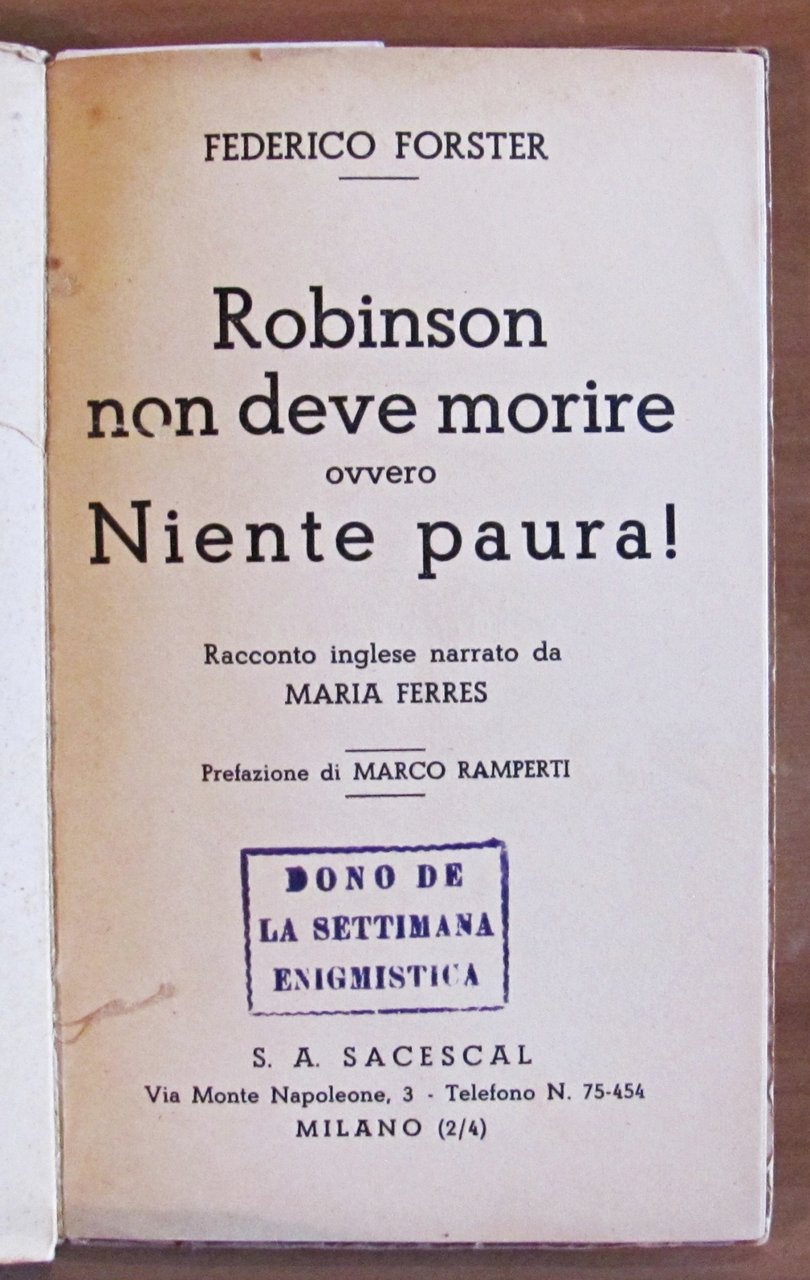 FEDERICO FORSTER
Robinson
non deve morire
ovvero
Niente paura!
Racconto inglese narrato da
MARIA FERRES
Prefazione di MARCO RAMPERTI
DONO DE
LA SETTIMANA
ENIGMISTICA
S. A. SACESCAL
Via Monte Napoleone, 3 - Telefono N. 75-454
MILANO (2/4)